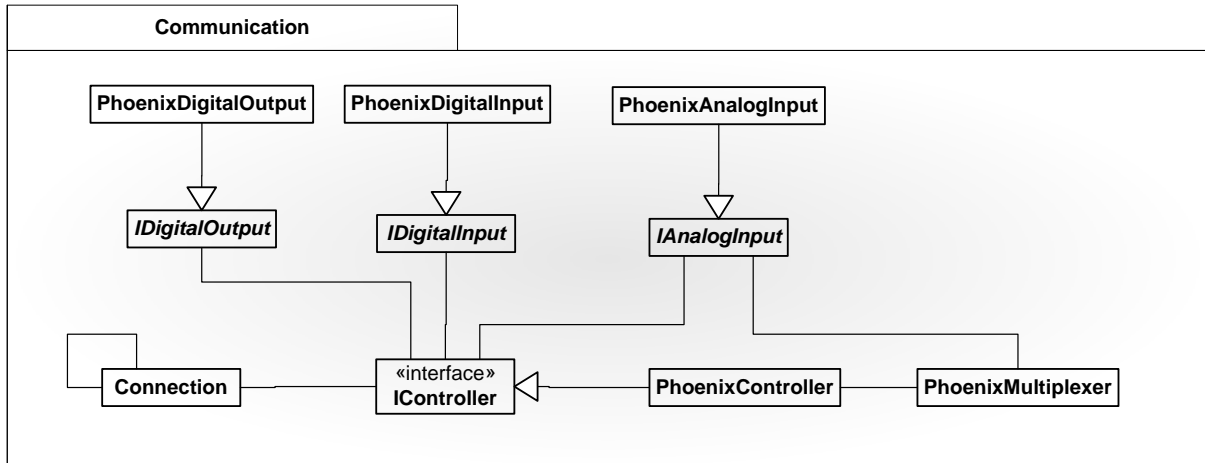 Communication
PhoenixDigitalOutput
PhoenixDigitalInput
PhoenixAnalogInput
IDigitalOutput
IDigitalInput
IAnalogInput
Connection
«interface»
IController
PhoenixController
PhoenixMultiplexer